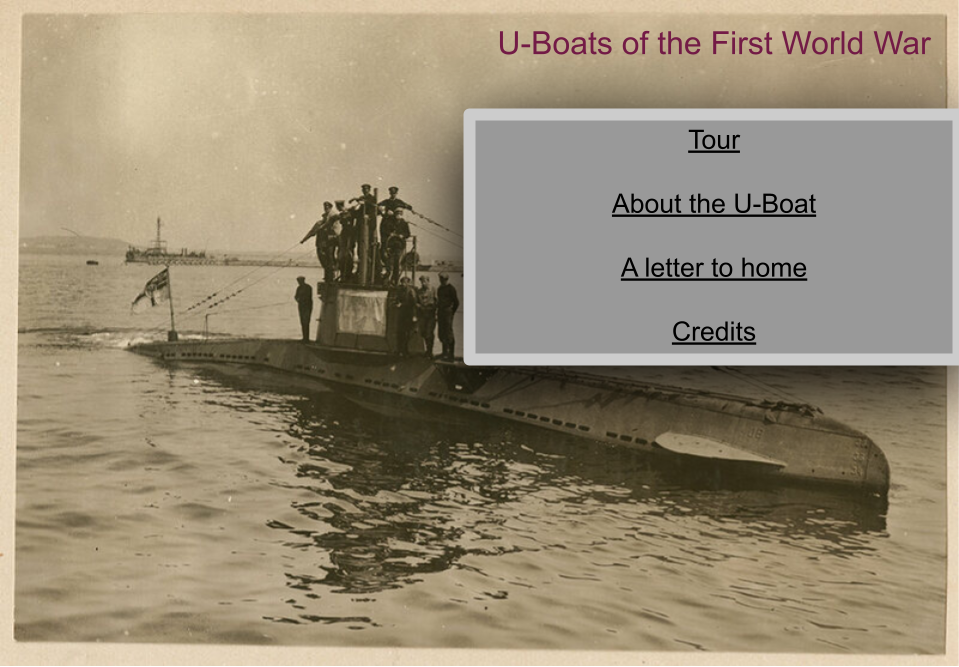 U-Boats of the First World War
Tour
About the U-Boat
A letter to home
Credits